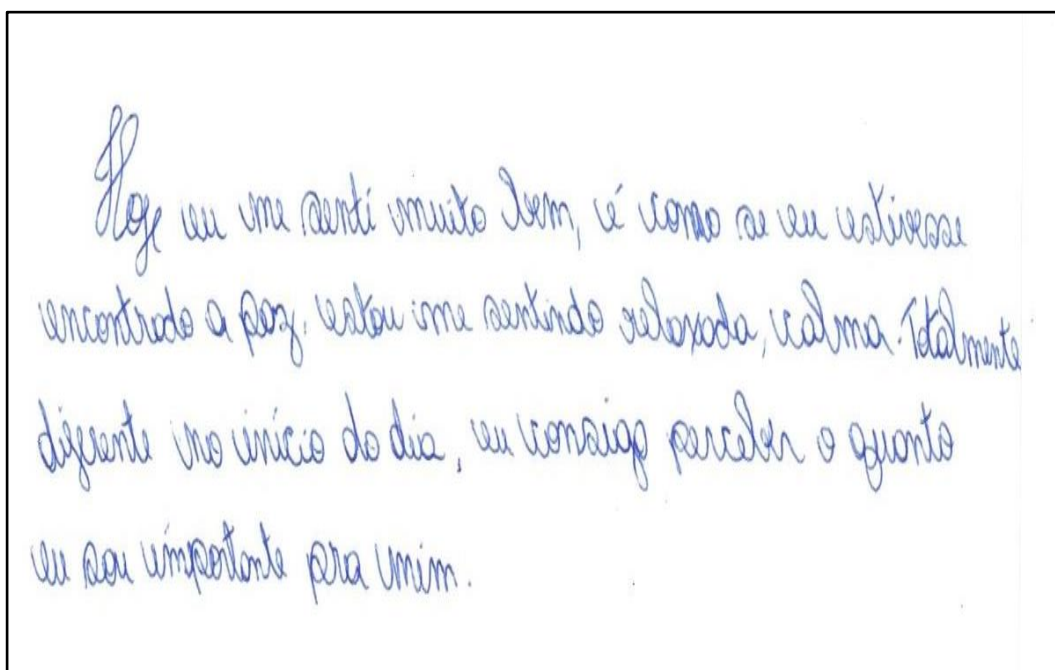 Hoje eu me senti muito bem, é como se eu estivesse
encontrado a paz. estou me sentindo relaxada, calma. Totalmente
diferente no início do dia, eu consigo perceber o quanto
eu sou importante pra mim.